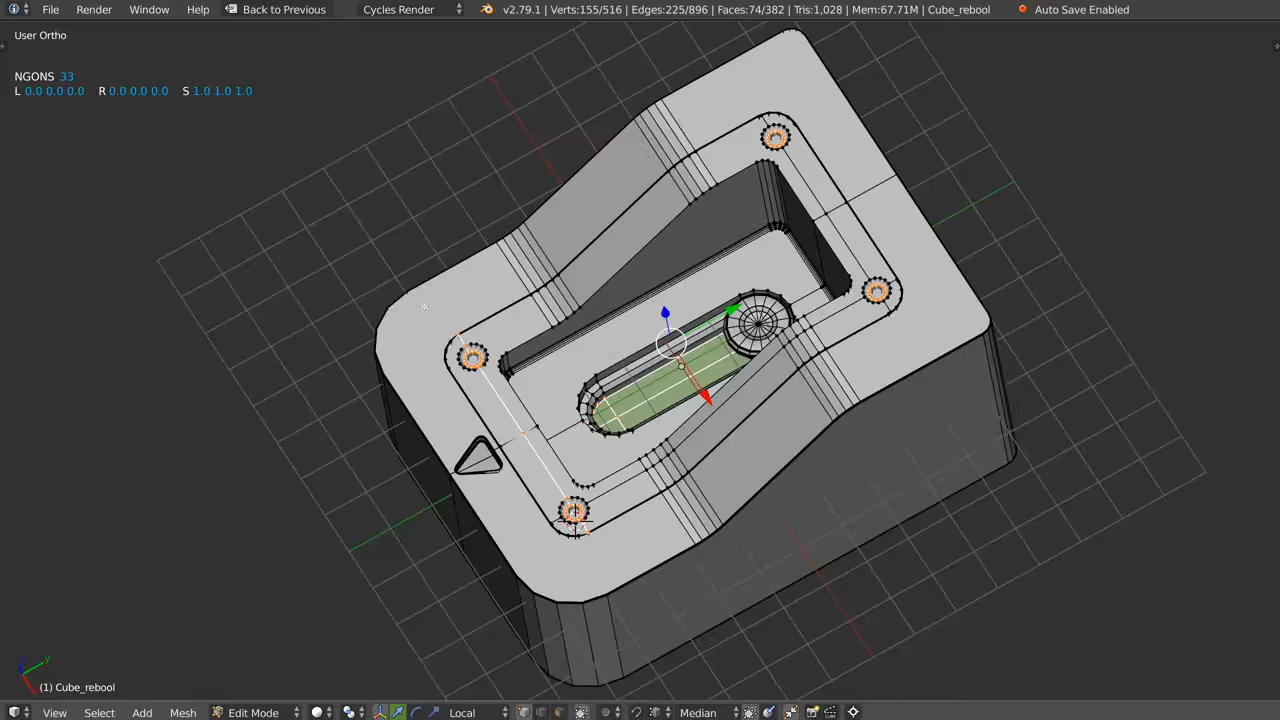 File Render Window Help Back to Previous Cycles Render v2.79.1 | Verts:155/516 | Edges:225/896 | Faces:74/382 | Tris:1,028 | Mem:67.71M | Cube_rebool Auto Save Enabled
User Ortho
NGONS 33
L 0.0 0.0 0.0 R 0.0 0.0 0.0 S 1.0 1.0 1.0
y
(1) Cube_rebool
View Select Add Mesh Edit Mode Local Median